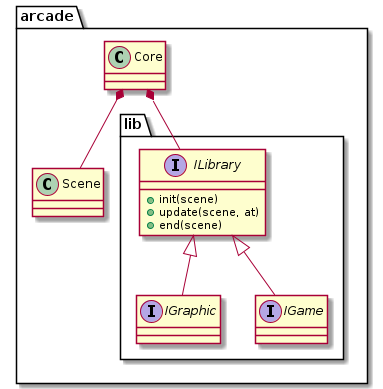 arcade
C Core
lib
I ILibrary
init(scene)
update(scene, at)
end(scene)
C Scene
I IGraphic
I IGame